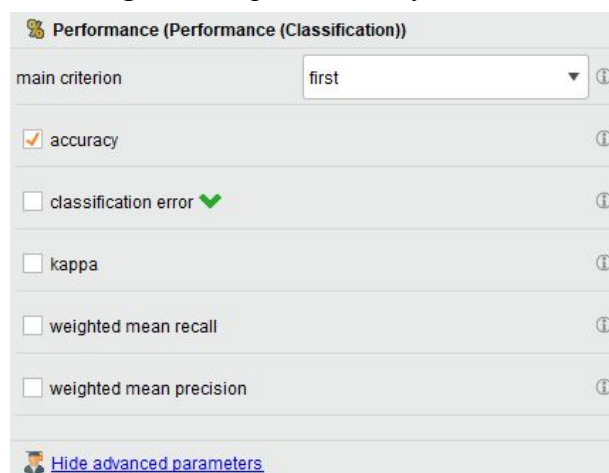 Performance (Performance (Classification))
main criterion first
accuracy
classification error
kappa
weighted mean recall
weighted mean precision
Hide advanced parameters